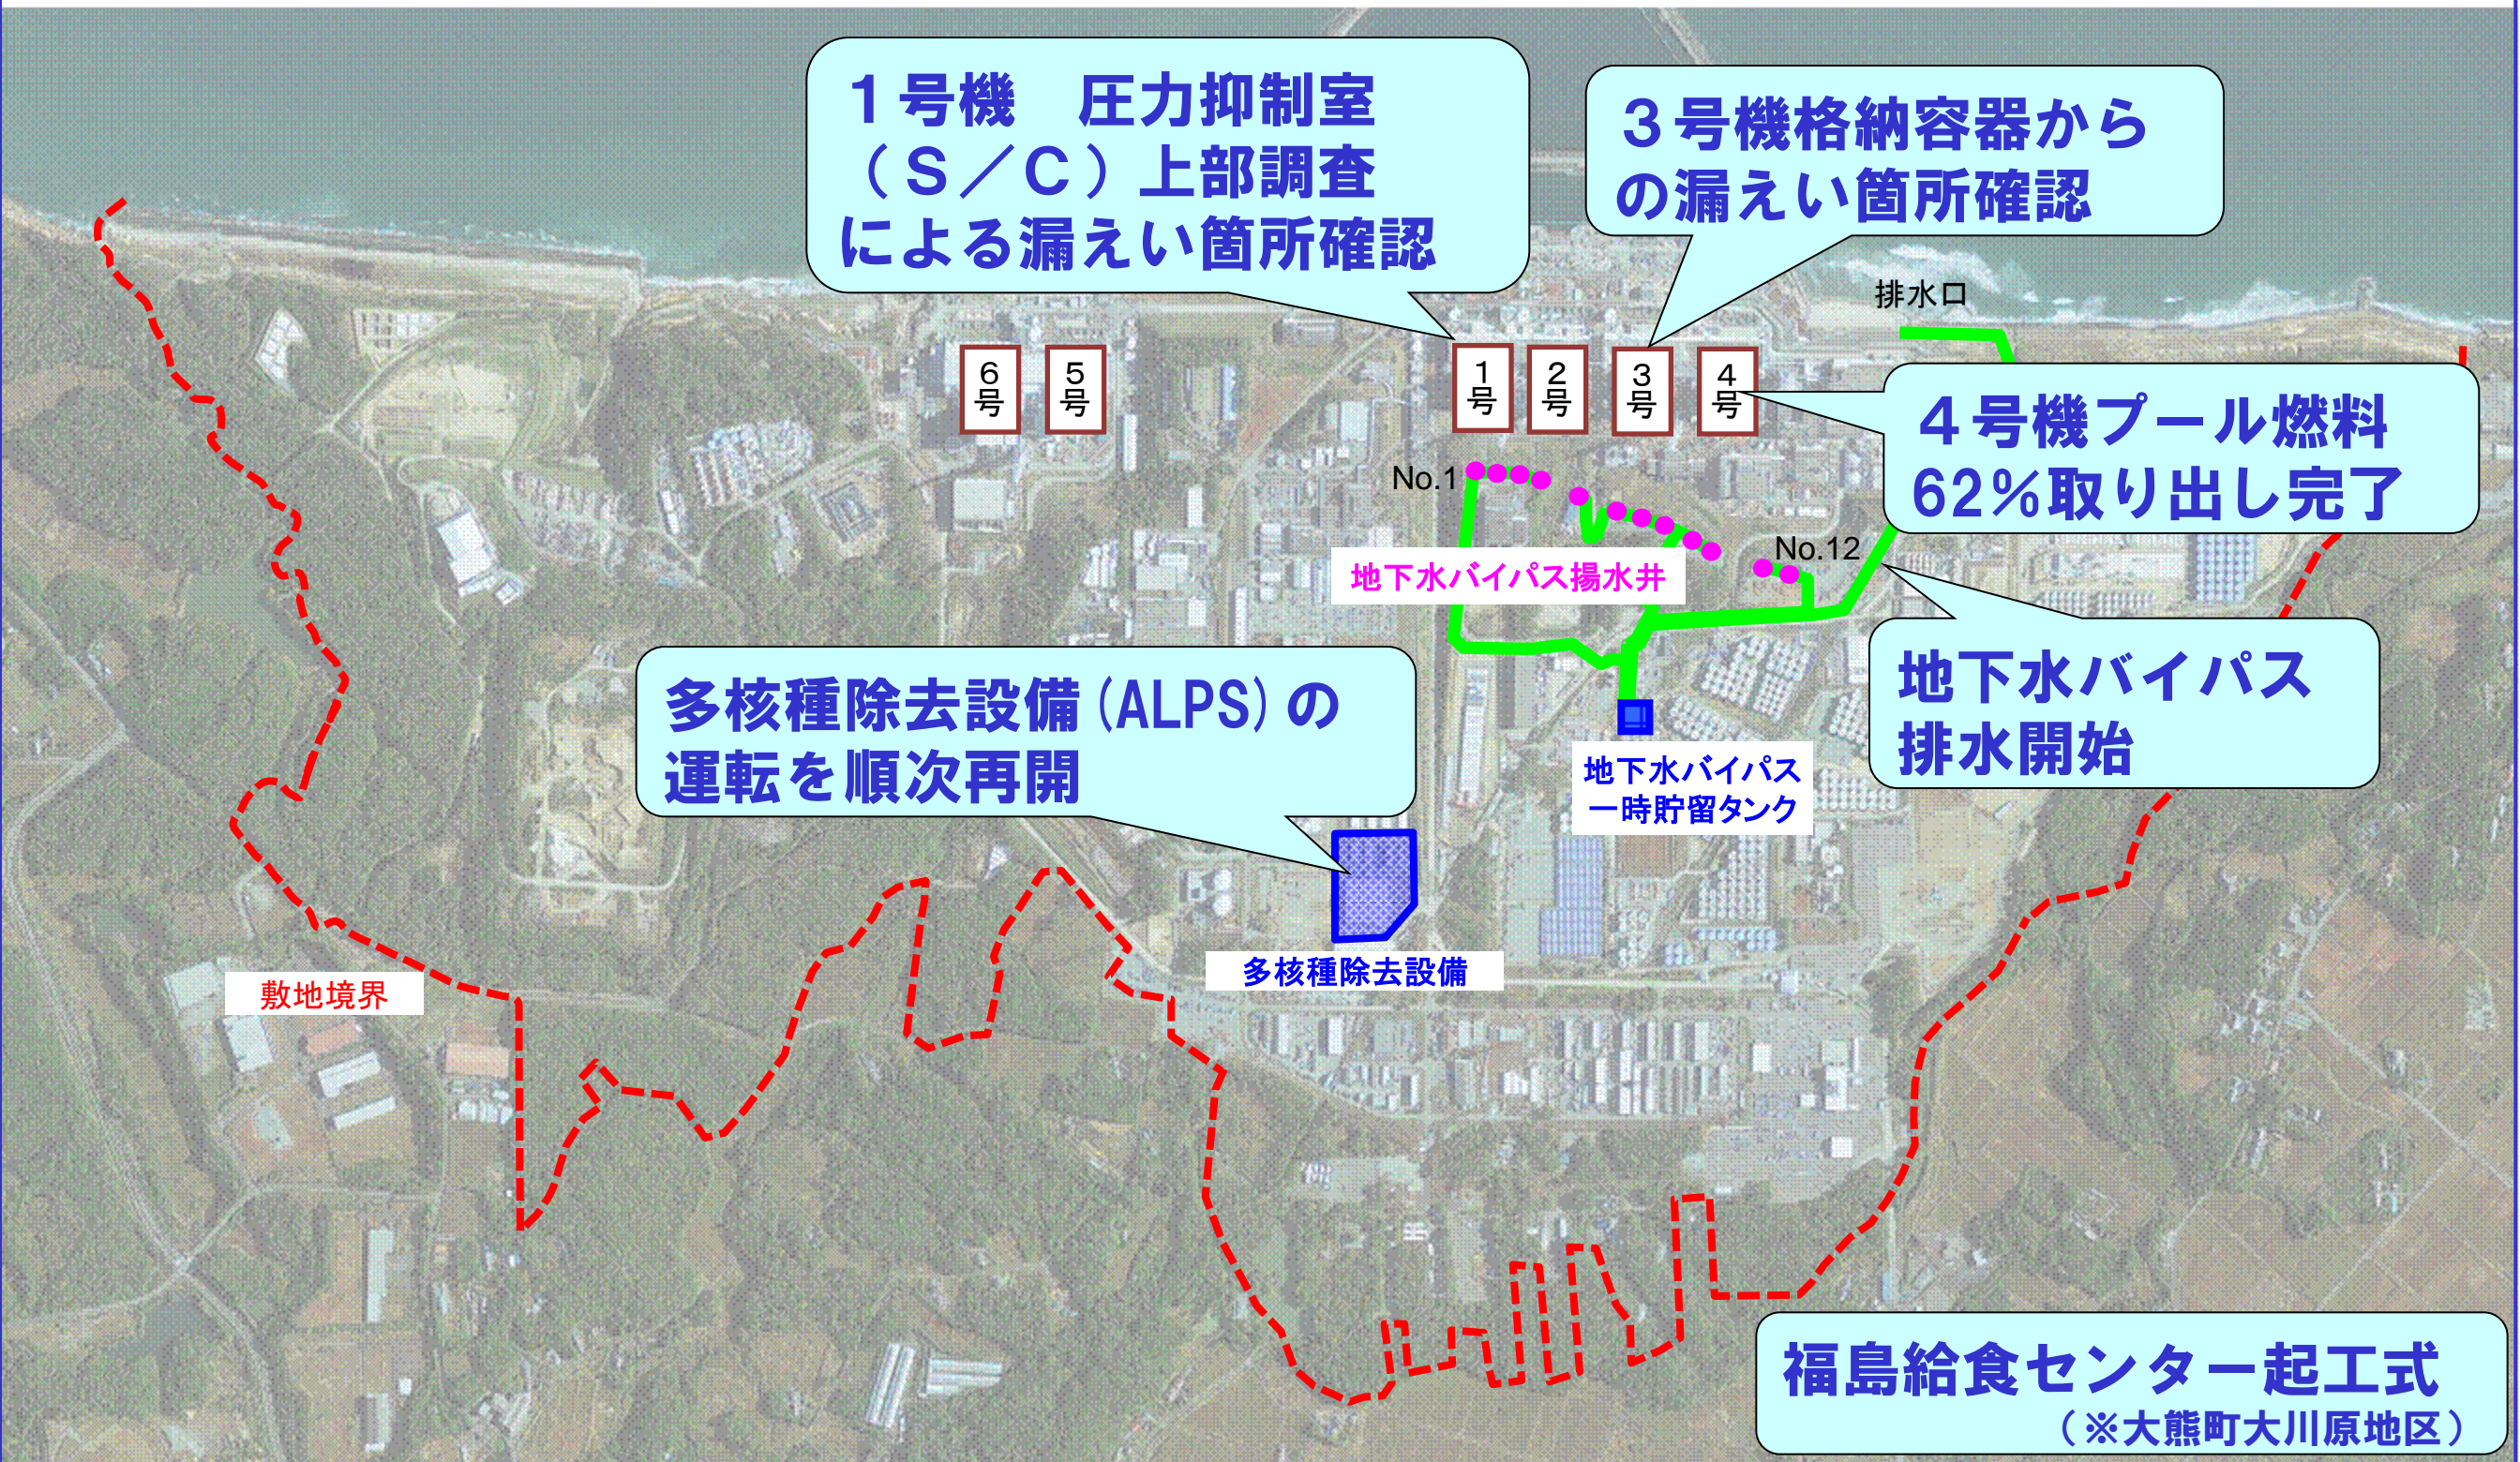 １号機　圧力抑制室
（Ｓ／Ｃ）上部調査
による漏えい箇所確認
３号機格納容器から
の漏えい箇所確認
排水口
６号
５号
１号
２号
３号
４号
４号機プール燃料
62％取り出し完了
No.1
No.12
地下水バイパス揚水井
地下水バイパス
排水開始
多核種除去設備(ALPS)の
運転を順次再開
地下水バイパス
一時貯留タンク
多核種除去設備
敷地境界
福島給食センター起工式
（※大熊町大川原地区）